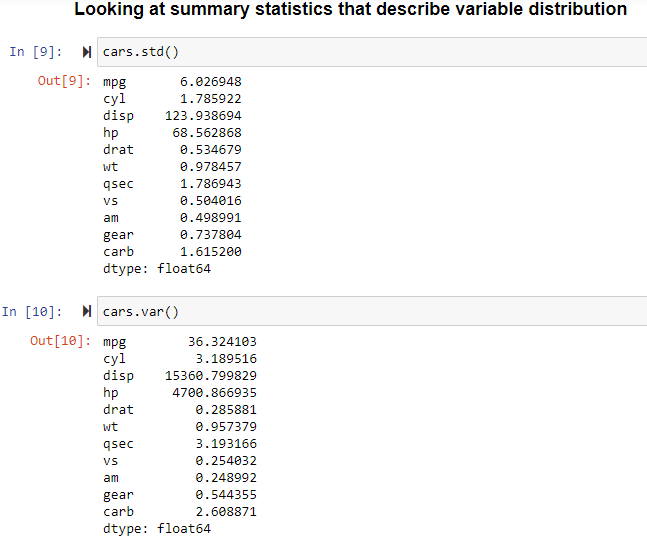 Looking at summary statistics that describe variable distribution
In [9]: cars.std()
Out[9]: mpg 6.026948
cyl 1.785922
disp 123.938694
hp 68.562868
drat 0.534679
wt 0.978457
qsec 1.786943
vs 0.504016
am 0.498991
gear 0.737804
carb 1.615200
dtype: float64
In [10]: cars.var()
Out[10]: mpg 36.324103
cyl 3.189516
disp 15360.799829
hp 4700.866935
drat 0.285881
wt 0.957379
qsec 3.193166
vs 0.254032
am 0.248992
gear 0.544355
carb 2.608871
dtype: float64